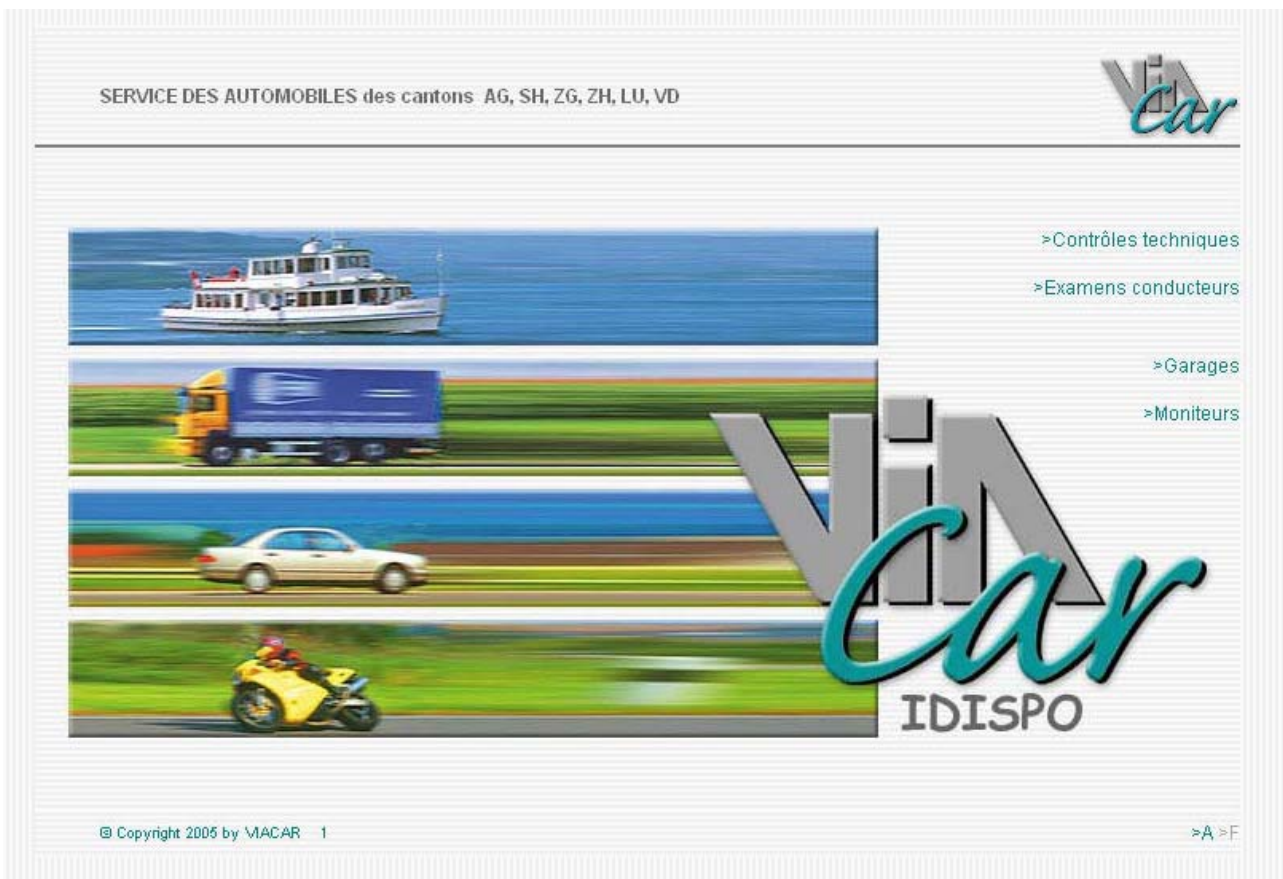 SERVICE DES AUTOMOBILES des cantons AG, SH, ZG, ZH, LU, VD
ViA Car
>Contrôles techniques
>Examens conducteurs
>Garages
>Moniteurs
ViA Car
IDISPO
© Copyright 2005 by VIACAR 1
>A >F